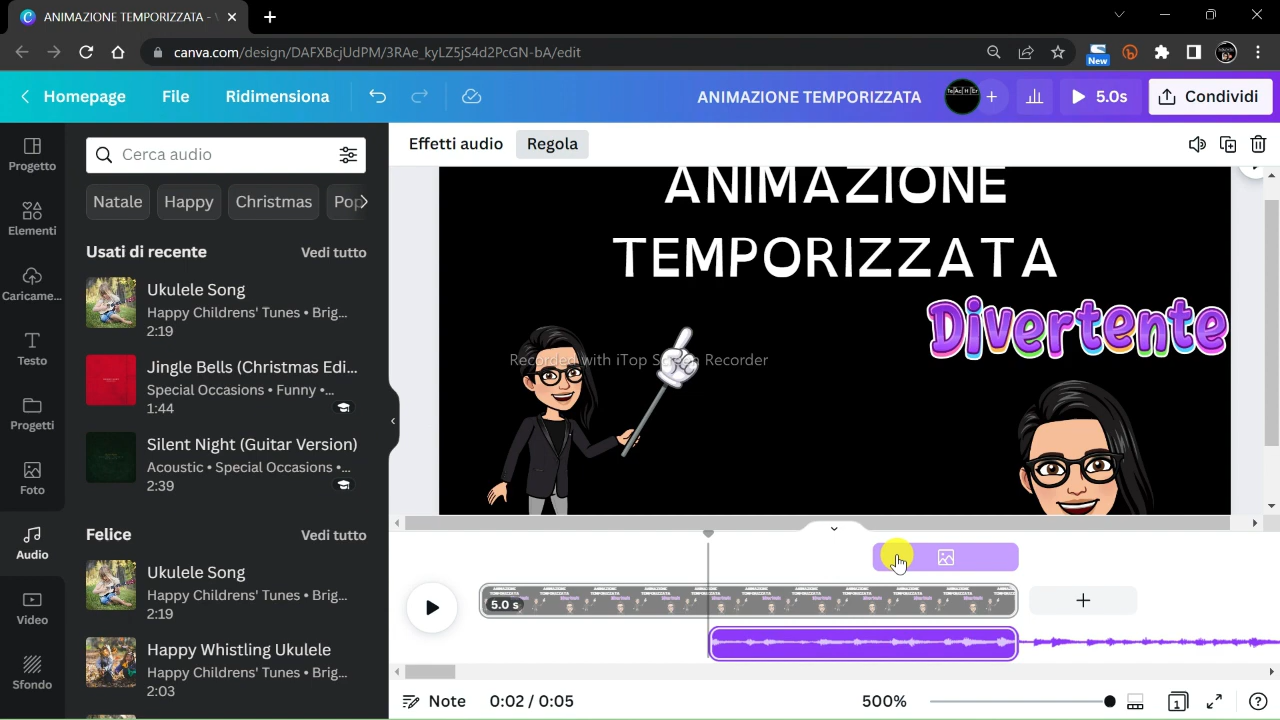 ANIMAZIONE TEMPORIZZATA -
canva.com/design/DAFXBcjUdPM/3RAe_kyLZ5jS4d2PcGN-bA/edit
New
Homepage
File
Ridimensiona
ANIMAZIONE TEMPORIZZATA
5.0s
Condividi
Progetto
Elementi
Caricame...
Testo
Progetti
Foto
Audio
Video
Sfondo
Cerca audio
Natale
Happy
Christmas
Pop
Usati di recente
Vedi tutto
Ukulele Song
Happy Childrens' Tunes • Brig...
2:19
Jingle Bells (Christmas Edi...
Special Occasions • Funny •...
1:44
Silent Night (Guitar Version)
Acoustic • Special Occasions •...
2:39
Felice
Vedi tutto
Ukulele Song
Happy Childrens' Tunes • Brig...
2:19
Happy Whistling Ukulele
Happy Childrens' Tunes • Brig...
2:03
Effetti audio
Regola
ANIMAZIONE
TEMPORIZZATA
Divertente
Recorded with iTop Screen Recorder
5.0 s
Note
0:02 / 0:05
500%
1